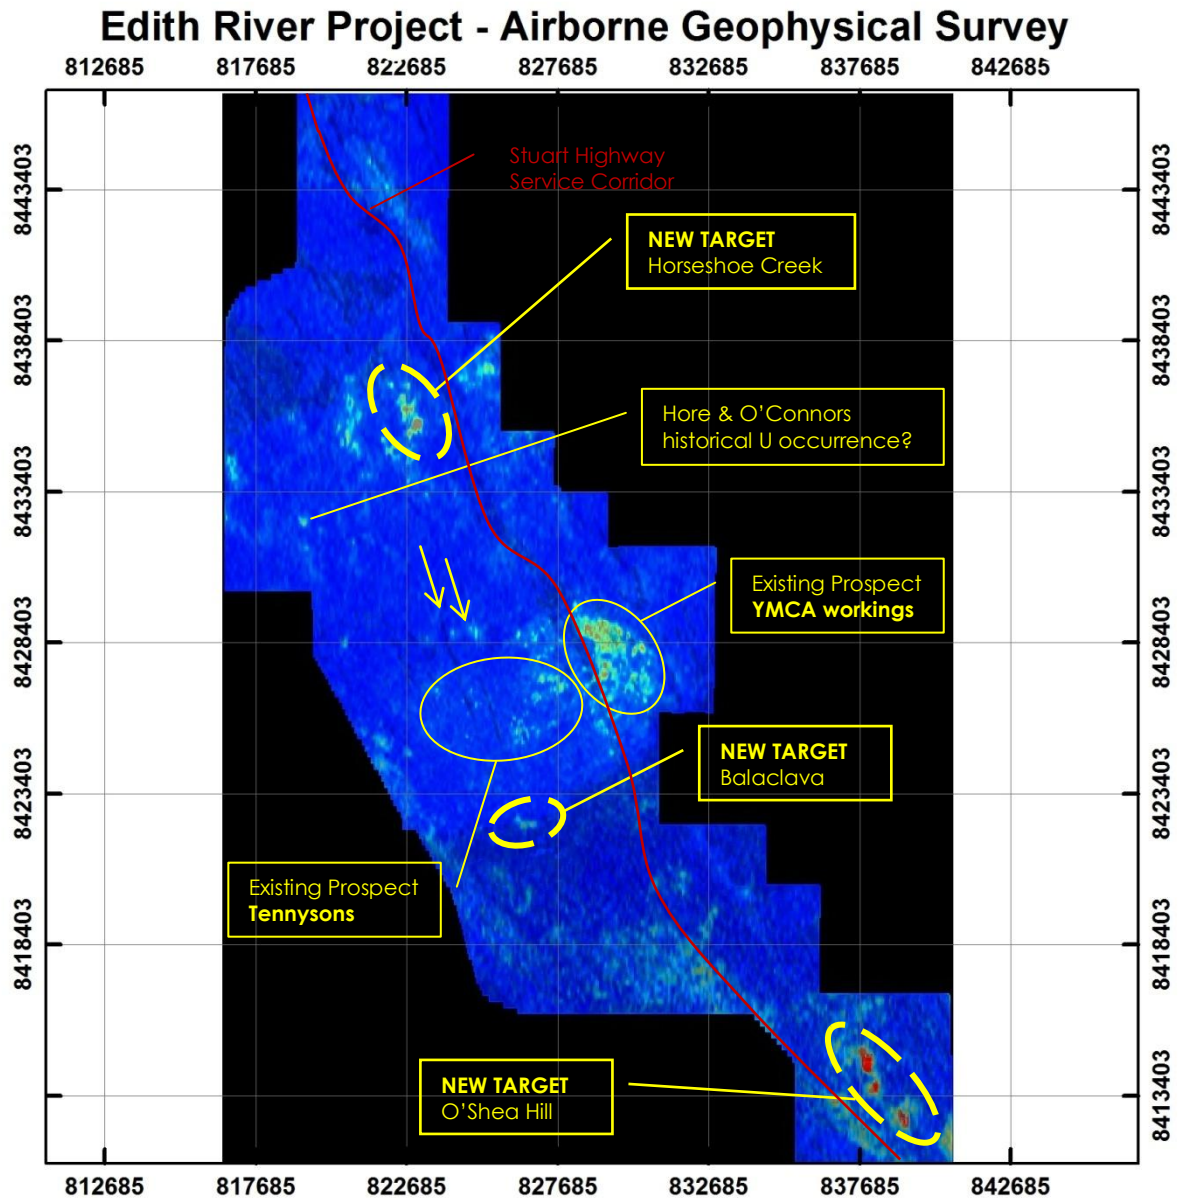 Edith River Project - Airborne Geophysical Survey
812685 817685 822685 827685 832685 837685 842685
8443403
8443403
Stuart Highway
Service Corridor
NEW TARGET
Horseshoe Creek
8438403
8438403
Hore & O'Connors
historical U occurrence?
8433403
8433403
Existing Prospect
YMCA workings
8428403
8428403
NEW TARGET
Balaclava
8423403
8423403
Existing Prospect
Tennysons
8418403
8418403
NEW TARGET
O'Shea Hill
8413403
8413403
812685 817685 822685 827685 832685 837685 842685